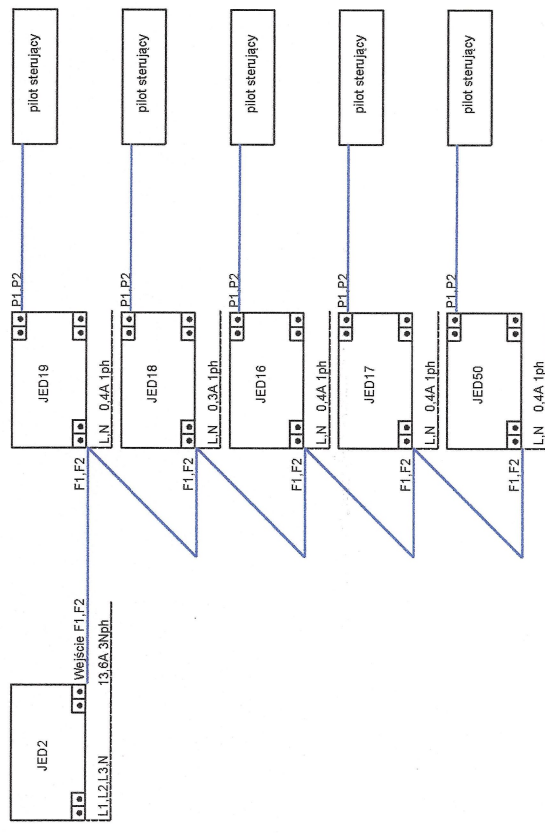 pilot sterujący
P1,P2
JED19
L,N 0,4A 1ph
F1,F2
pilot sterujący
P1,P2
JED18
L,N 0,3A 1ph
F1,F2
pilot sterujący
P1,P2
JED16
L,N 0,4A 1ph
F1,F2
pilot sterujący
P1,P2
JED17
L,N 0,4A 1ph
F1,F2
pilot sterujący
P1,P2
JED50
L,N 0,4A 1ph
F1,F2
JED2
Wejście F1,F2
L1,L2,L3,N 13,6A 3Nph